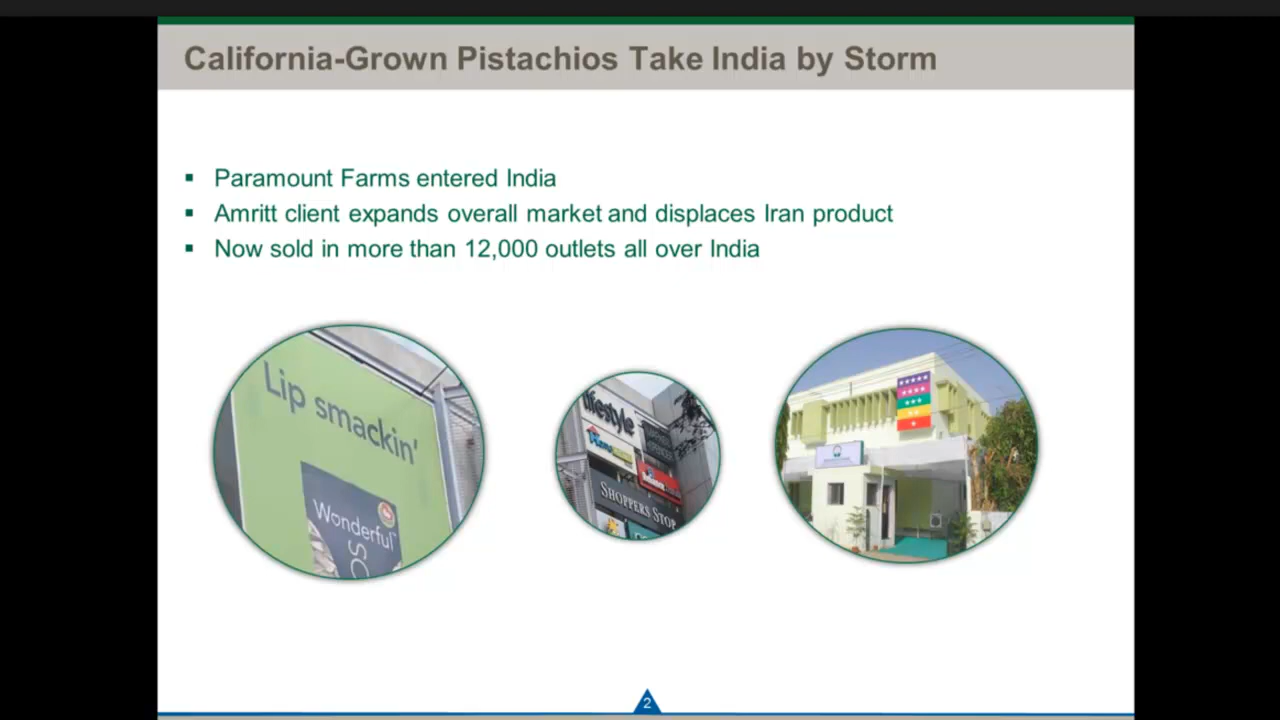 California-Grown Pistachios Take India by Storm
Paramount Farms entered India
Amritt client expands overall market and displaces Iran product
Now sold in more than 12,000 outlets all over India
Lip smackin'
Wonderful
lifestyle
SHOPPERS STOP
2